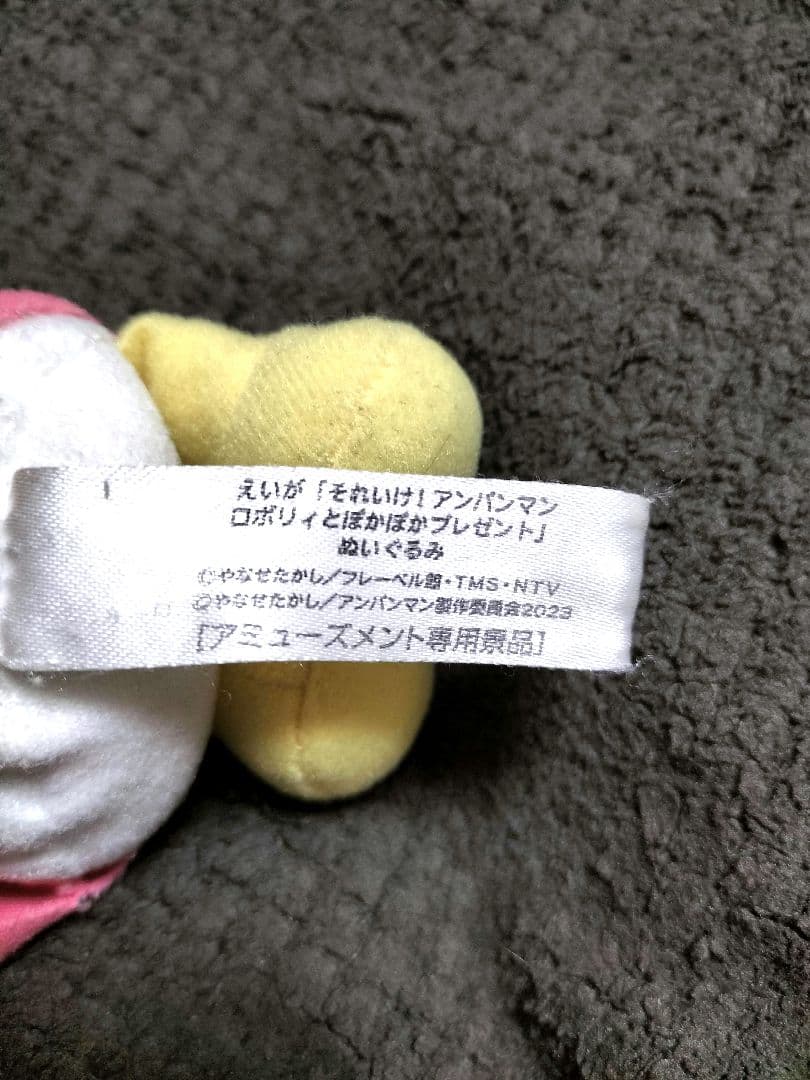 えいが「それいけ！アンパンマン
ロボリィとぽかぽかプレゼント」
ぬいぐるみ
©やなせたかし／フレーベル館・TMS・NTV
©やなせたかし／アンパンマン製作委員会2023
[アミューズメント専用景品]